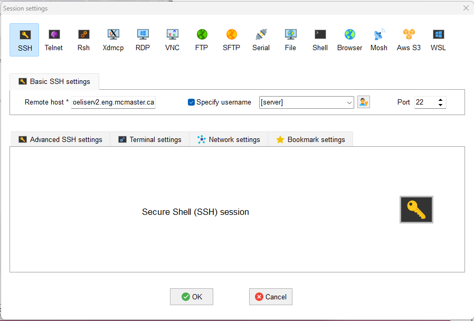 Session settings
SSH Telnet Rsh Xdmcp RDP VNC FTP SFTP Serial File Shell Browser Mosh Aws S3 WSL
Basic SSH settings
Remote host * oeliserv2.eng.mcmaster.ca Specify username [server] Port 22
Advanced SSH settings Terminal settings Network settings Bookmark settings
Secure Shell (SSH) session
OK Cancel